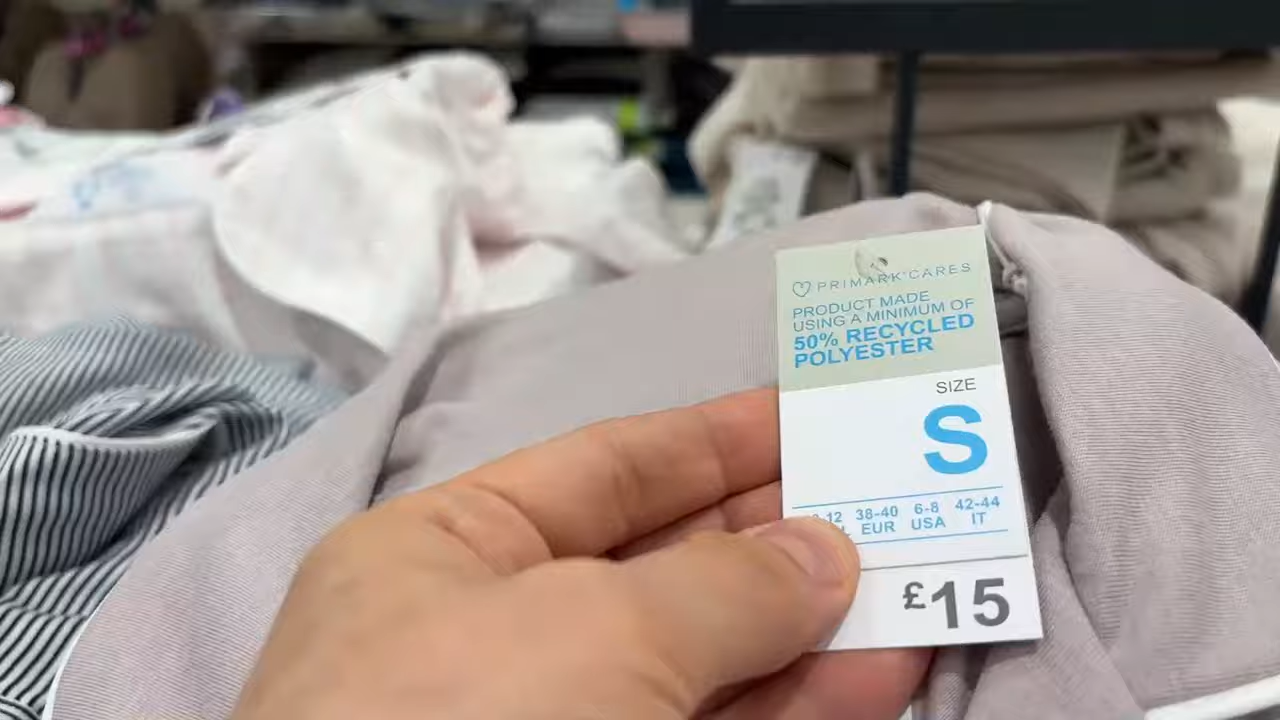 PRIMARK CARES
PRODUCT MADE
USING A MINIMUM OF
50% RECYCLED
POLYESTER
SIZE
S
38-40 6-8 42-44
EUR USA IT
£15